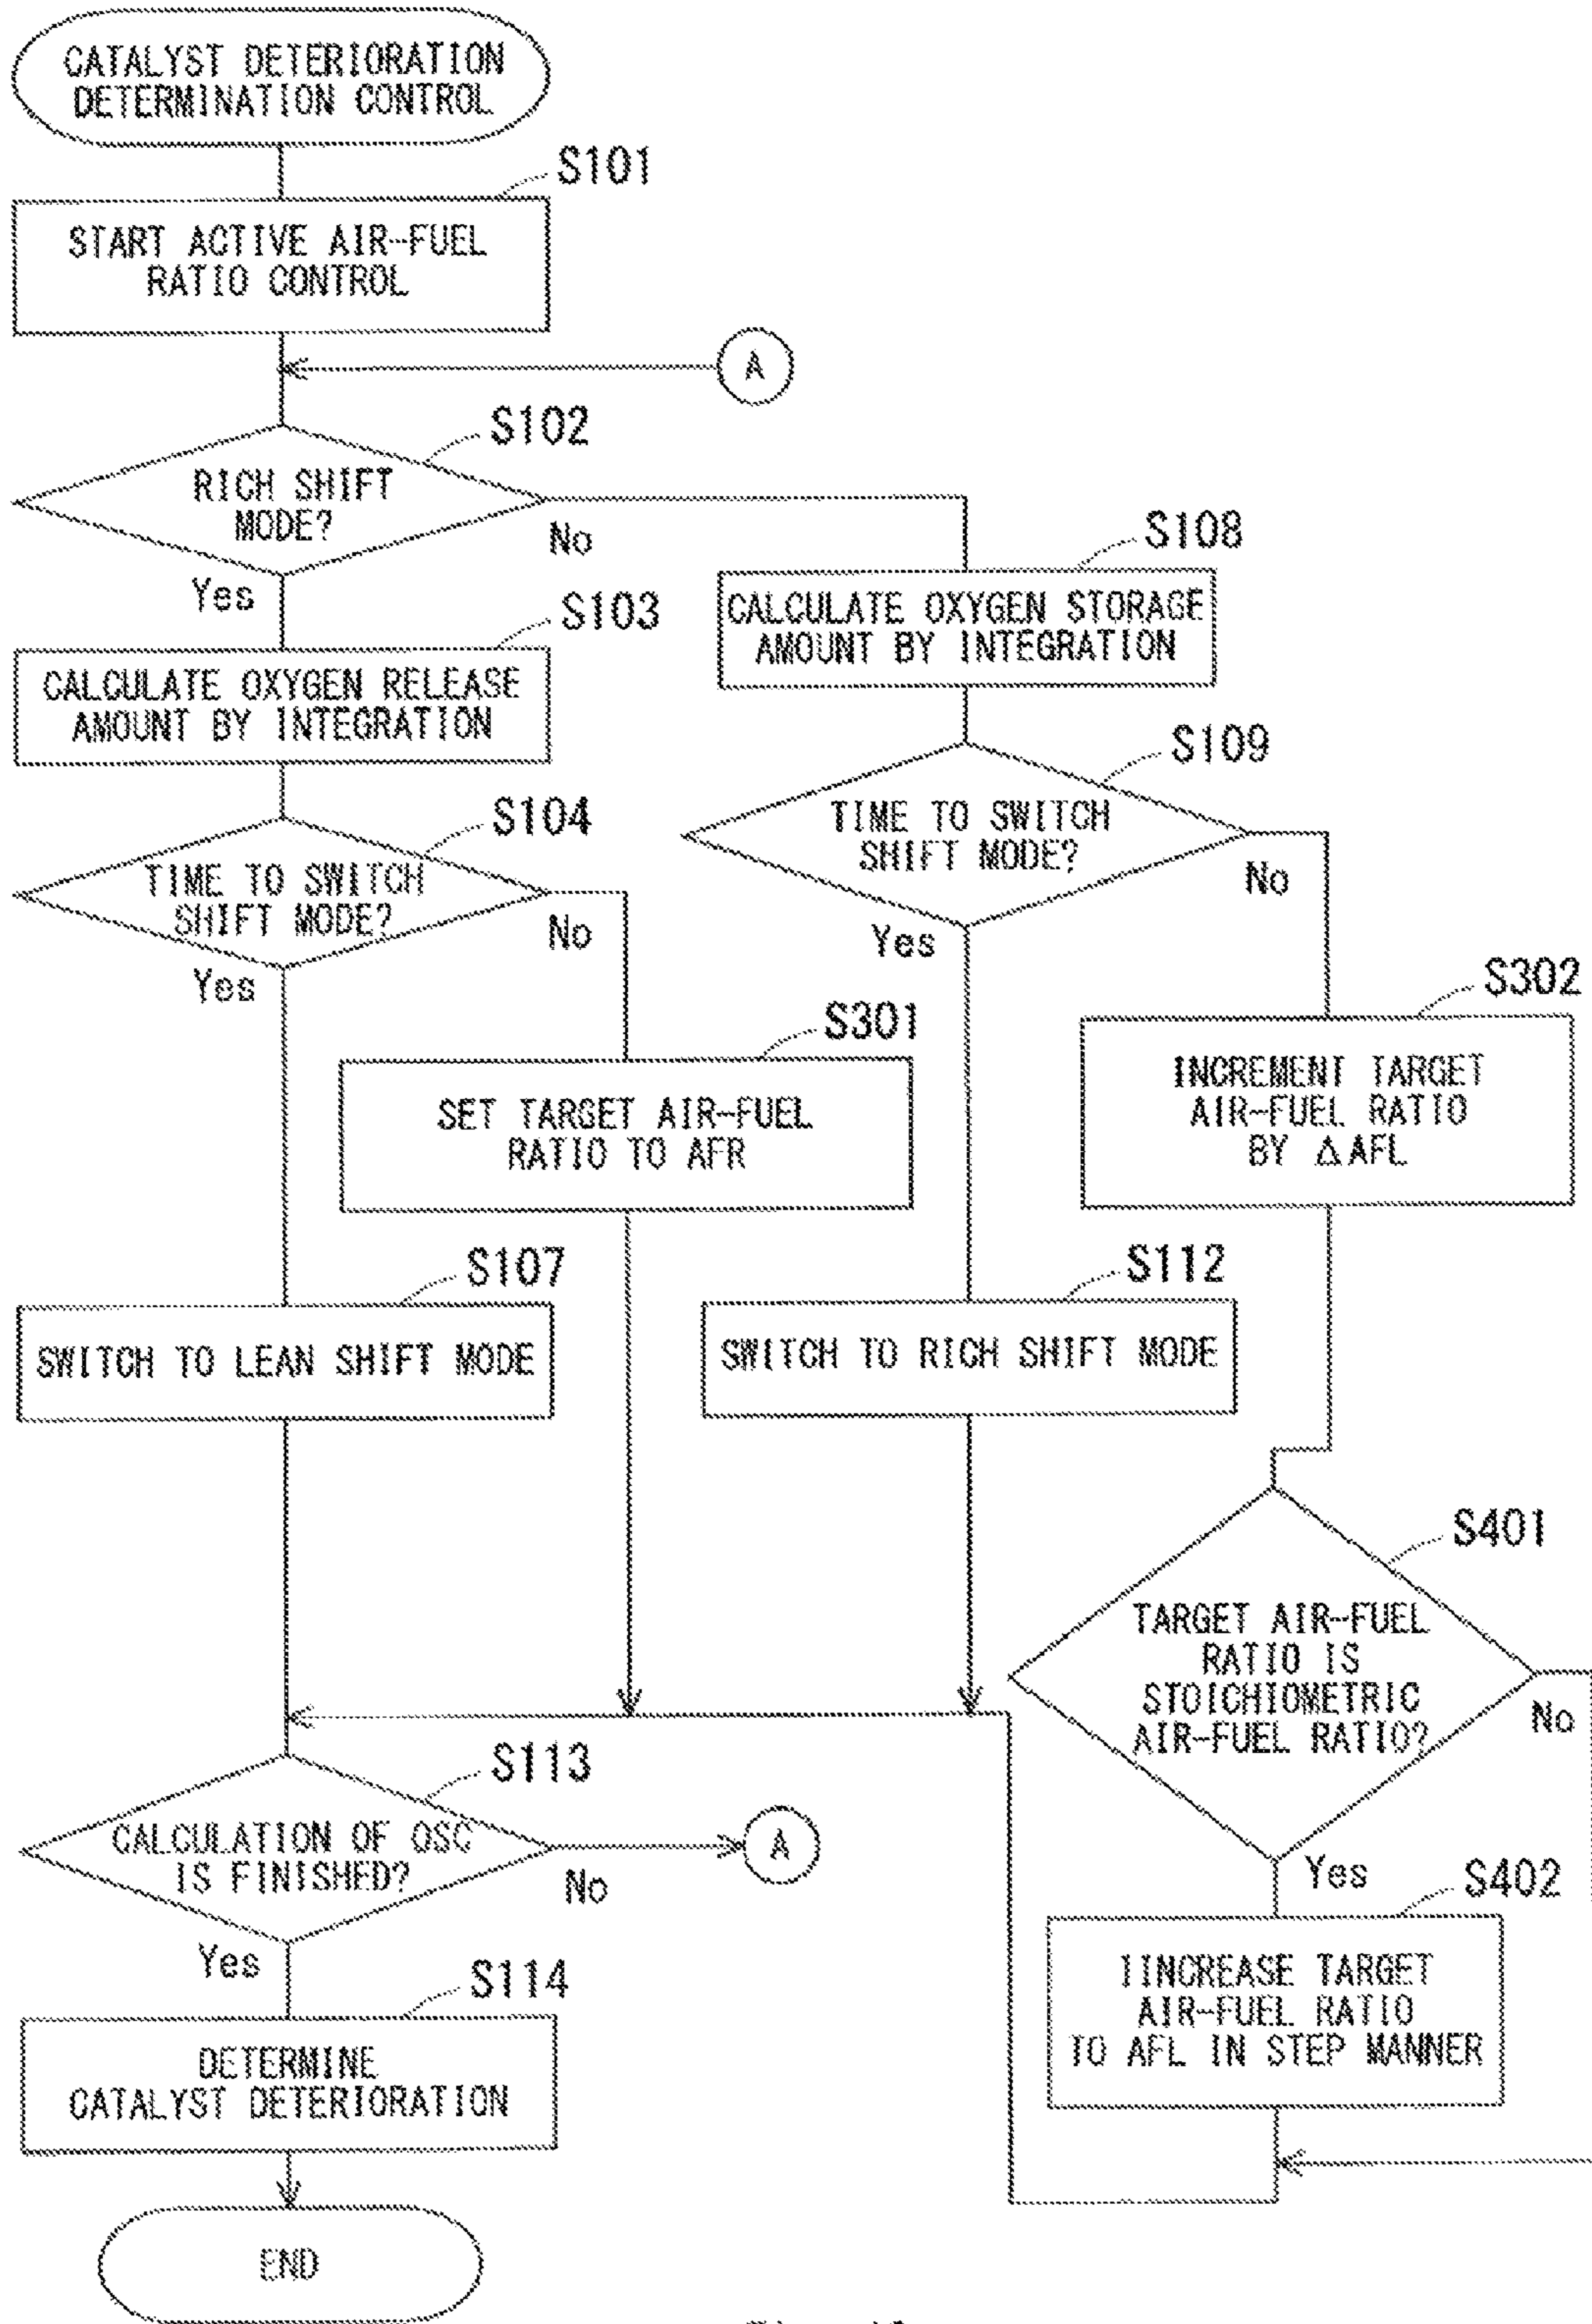 CATALYST DETERIORATION
DETERMINATION CONTROL
S101
START ACTIVE AIR-FUEL
RATIO CONTROL
A
S102
RICH SHIFT
MODE?
No
Yes
S108
CALCULATE OXYGEN STORAGE
AMOUNT BY INTEGRATION
S103
CALCULATE OXYGEN RELEASE
AMOUNT BY INTEGRATION
S109
TIME TO SWITCH
SHIFT MODE?
No
Yes
S104
TIME TO SWITCH
SHIFT MODE?
No
Yes
S302
INCREMENT TARGET
AIR-FUEL RATIO
BY ΔAFL
S301
SET TARGET AIR-FUEL
RATIO TO AFR
S107
SWITCH TO LEAN SHIFT MODE
S112
SWITCH TO RICH SHIFT MODE
S401
TARGET AIR-FUEL
RATIO IS
STOICHIOMETRIC
AIR-FUEL RATIO?
No
Yes
S113
CALCULATION OF OSC
IS FINISHED?
No
A
Yes
S402
IINCREASE TARGET
AIR-FUEL RATIO
TO AFL IN STEP MANNER
S114
DETERMINE
CATALYST DETERIORATION
END